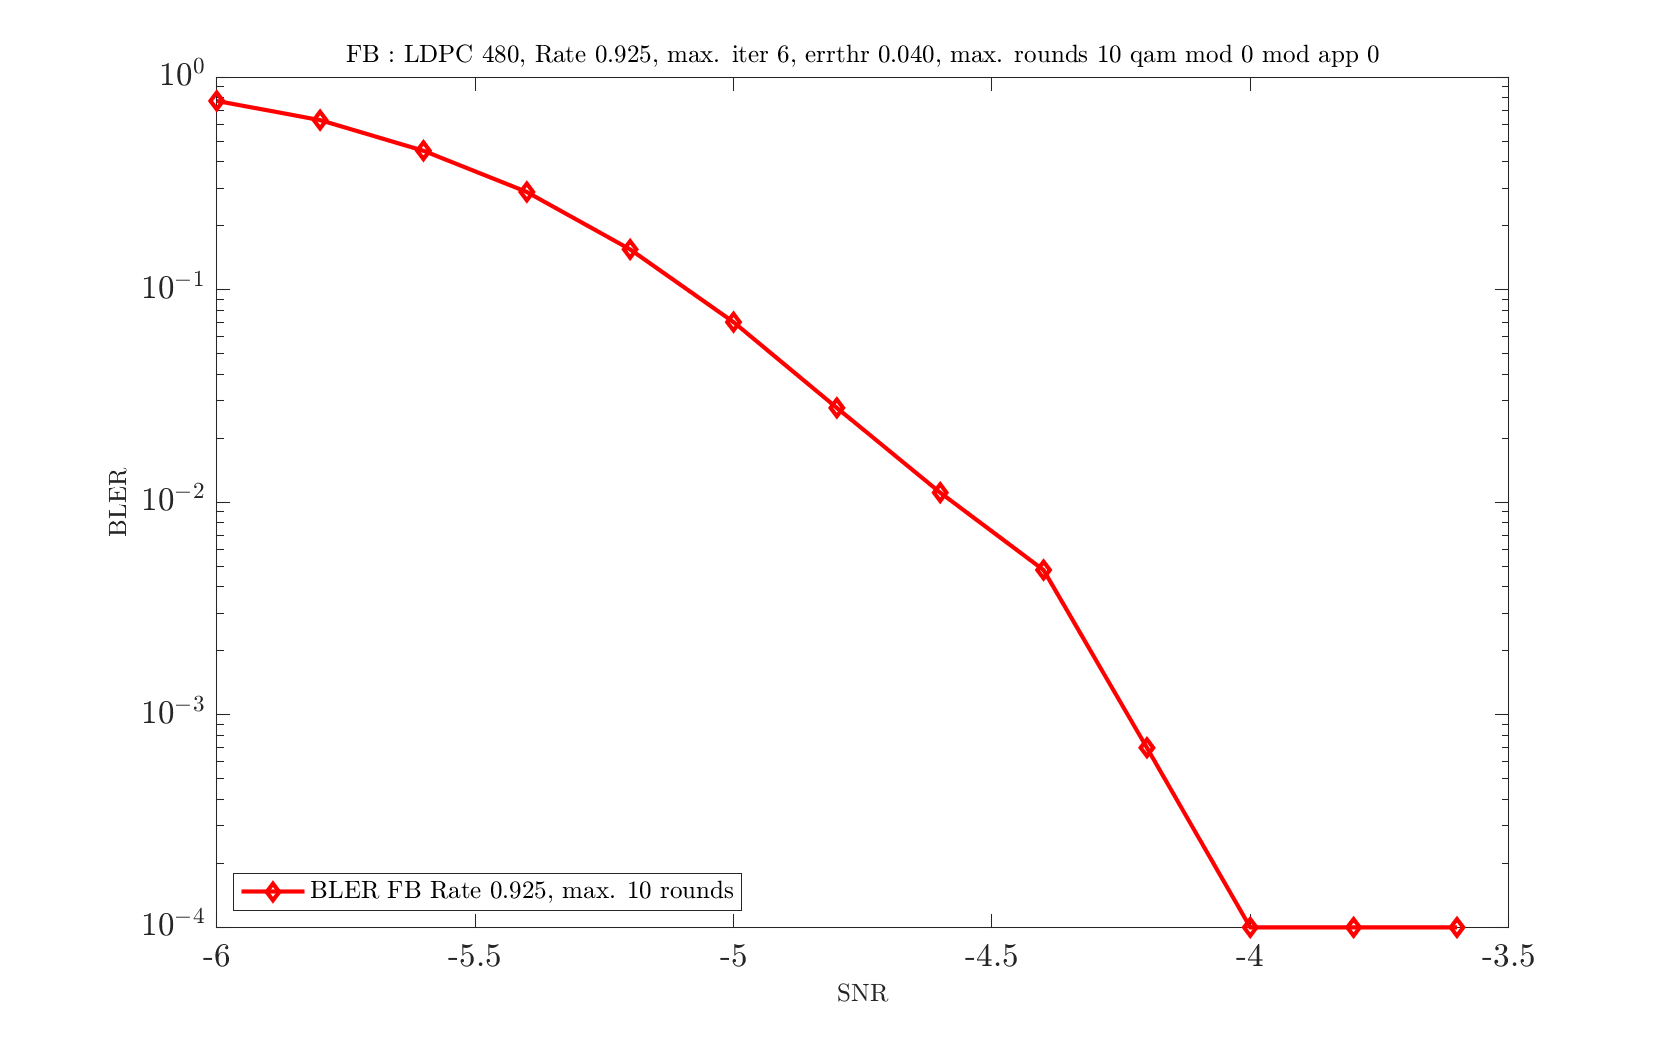 FB : LDPC 480, Rate 0.925, max. iter 6, errthr 0.040, max. rounds 10 qam mod 0 mod app 0
10^0
10^-1
10^-2
10^-3
10^-4
BLER
BLER FB Rate 0.925, max. 10 rounds
-6 -5.5 -5 -4.5 -4 -3.5
SNR